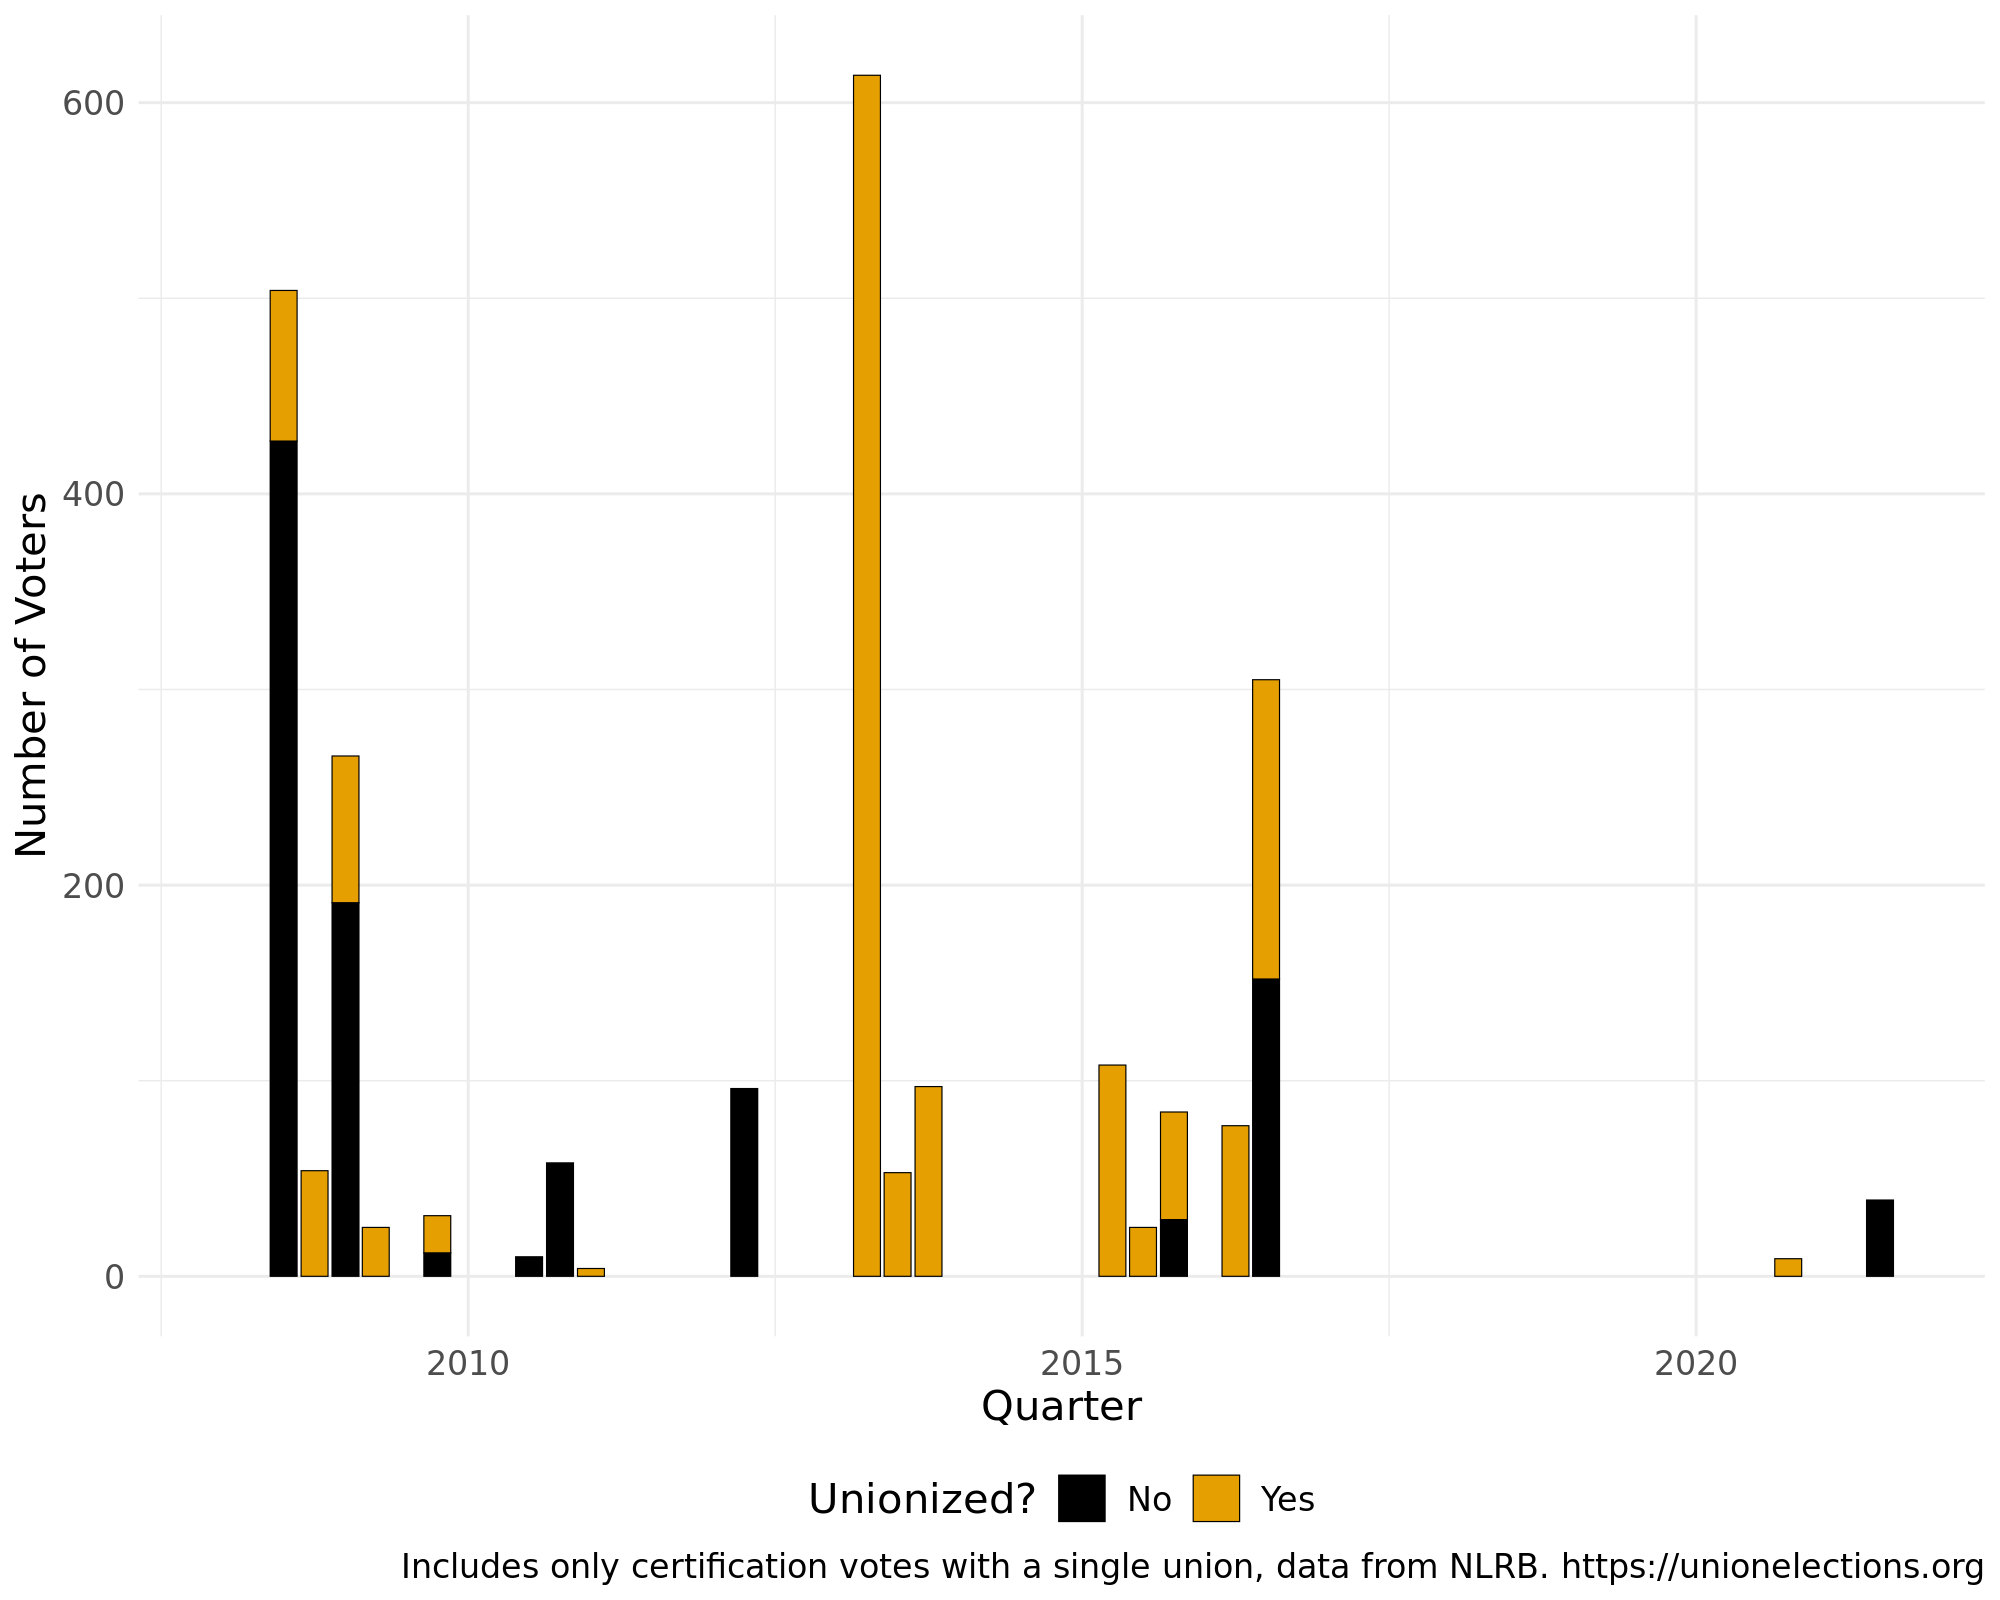 600
400
200
0
Number of Voters
2010 2015 2020
Quarter
Unionized? No Yes
Includes only certification votes with a single union, data from NLRB. https://unionelections.org